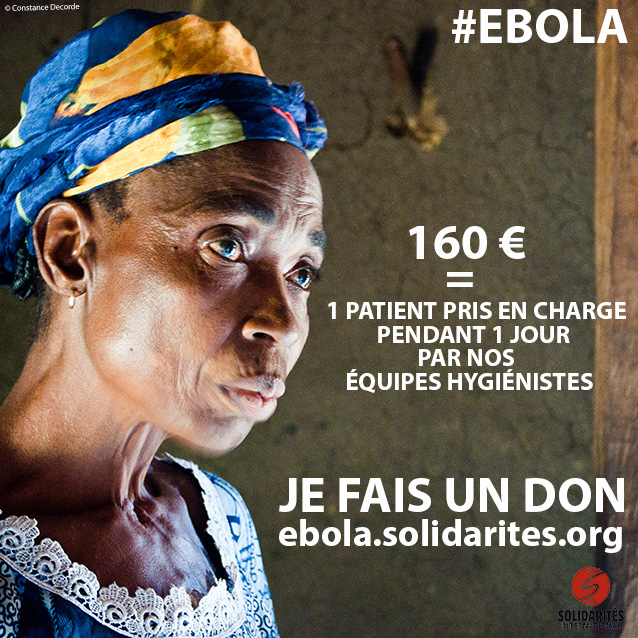 © Constance Decorde
#EBOLA
160 €
=
1 PATIENT PRIS EN CHARGE
PENDANT 1 JOUR
PAR NOS
ÉQUIPES HYGIÉNISTES
JE FAIS UN DON
ebola.solidarites.org
SOLIDARITÉS
INTERNATIONAL